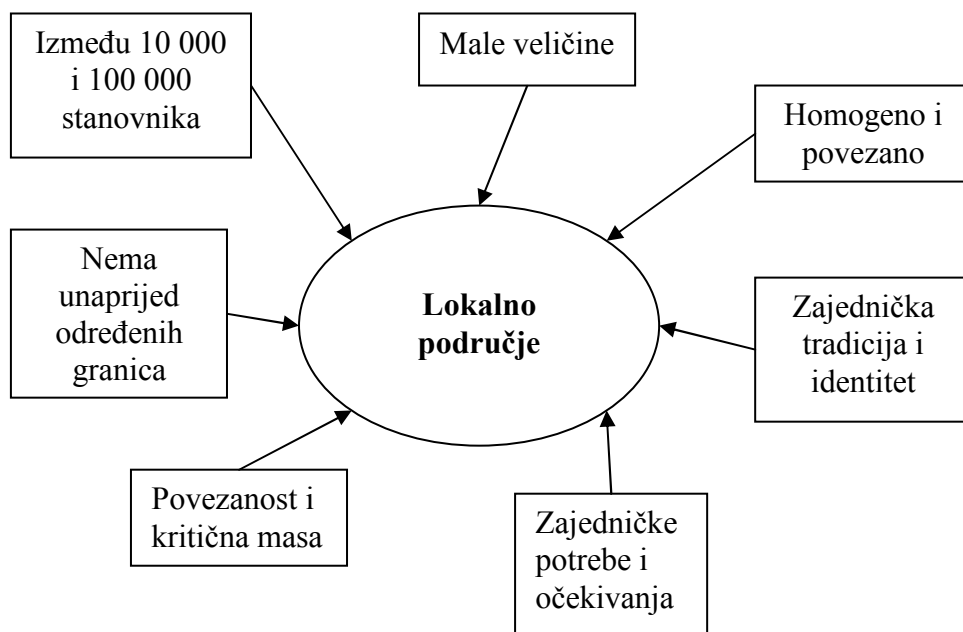 Između 10 000
i 100 000
stanovnika
Male veličine
Homogeno i
povezano
Nema
unaprijed
određenih
granica
Lokalno
područje
Zajednička
tradicija i
identitet
Povezanost i
kritična masa
Zajedničke
potrebe i
očekivanja